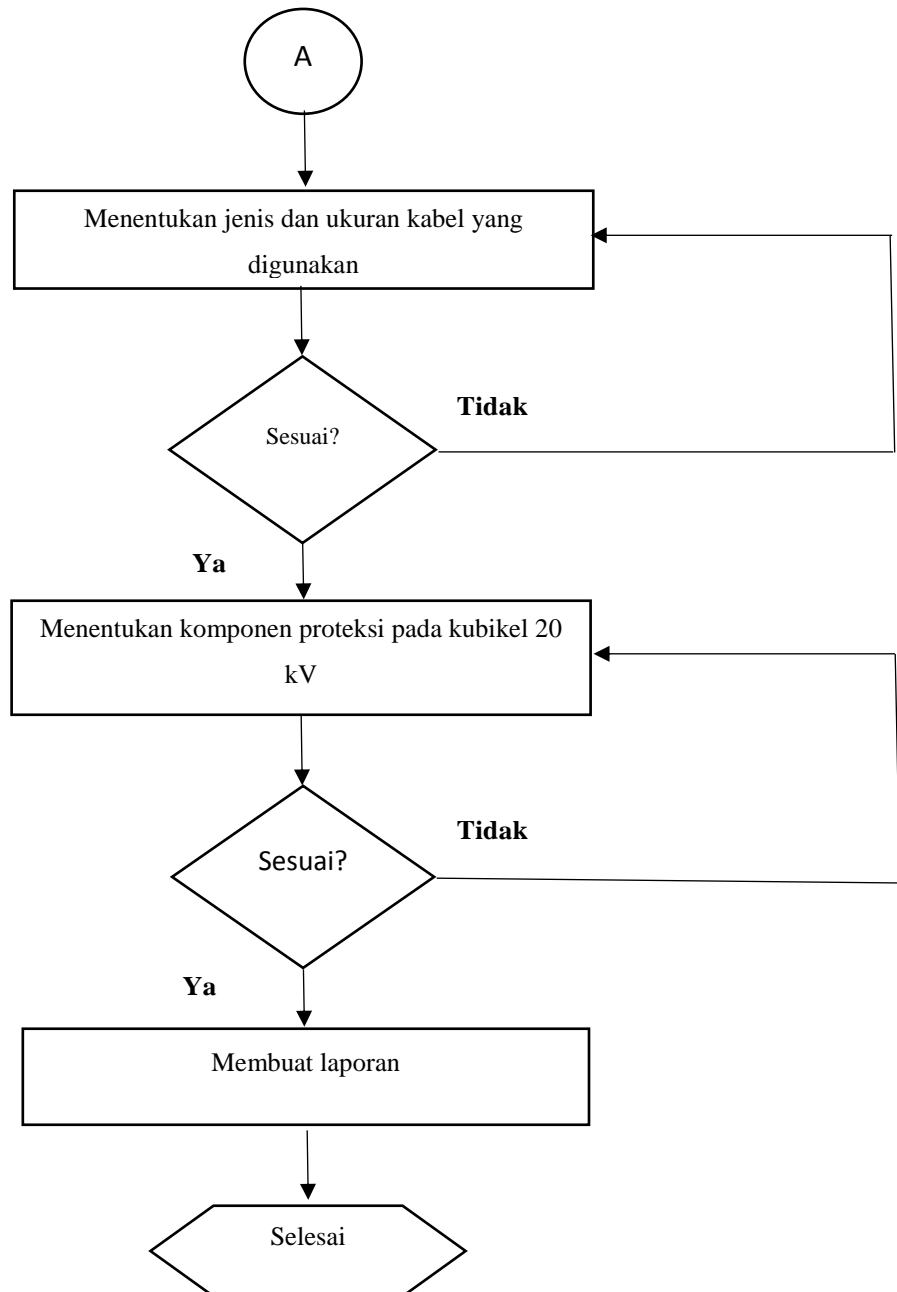 A
Menentukan jenis dan ukuran kabel yang
digunakan
Tidak
Sesuai?
Ya
Menentukan komponen proteksi pada kubikel 20
kV
Tidak
Sesuai?
Ya
Membuat laporan
Selesai